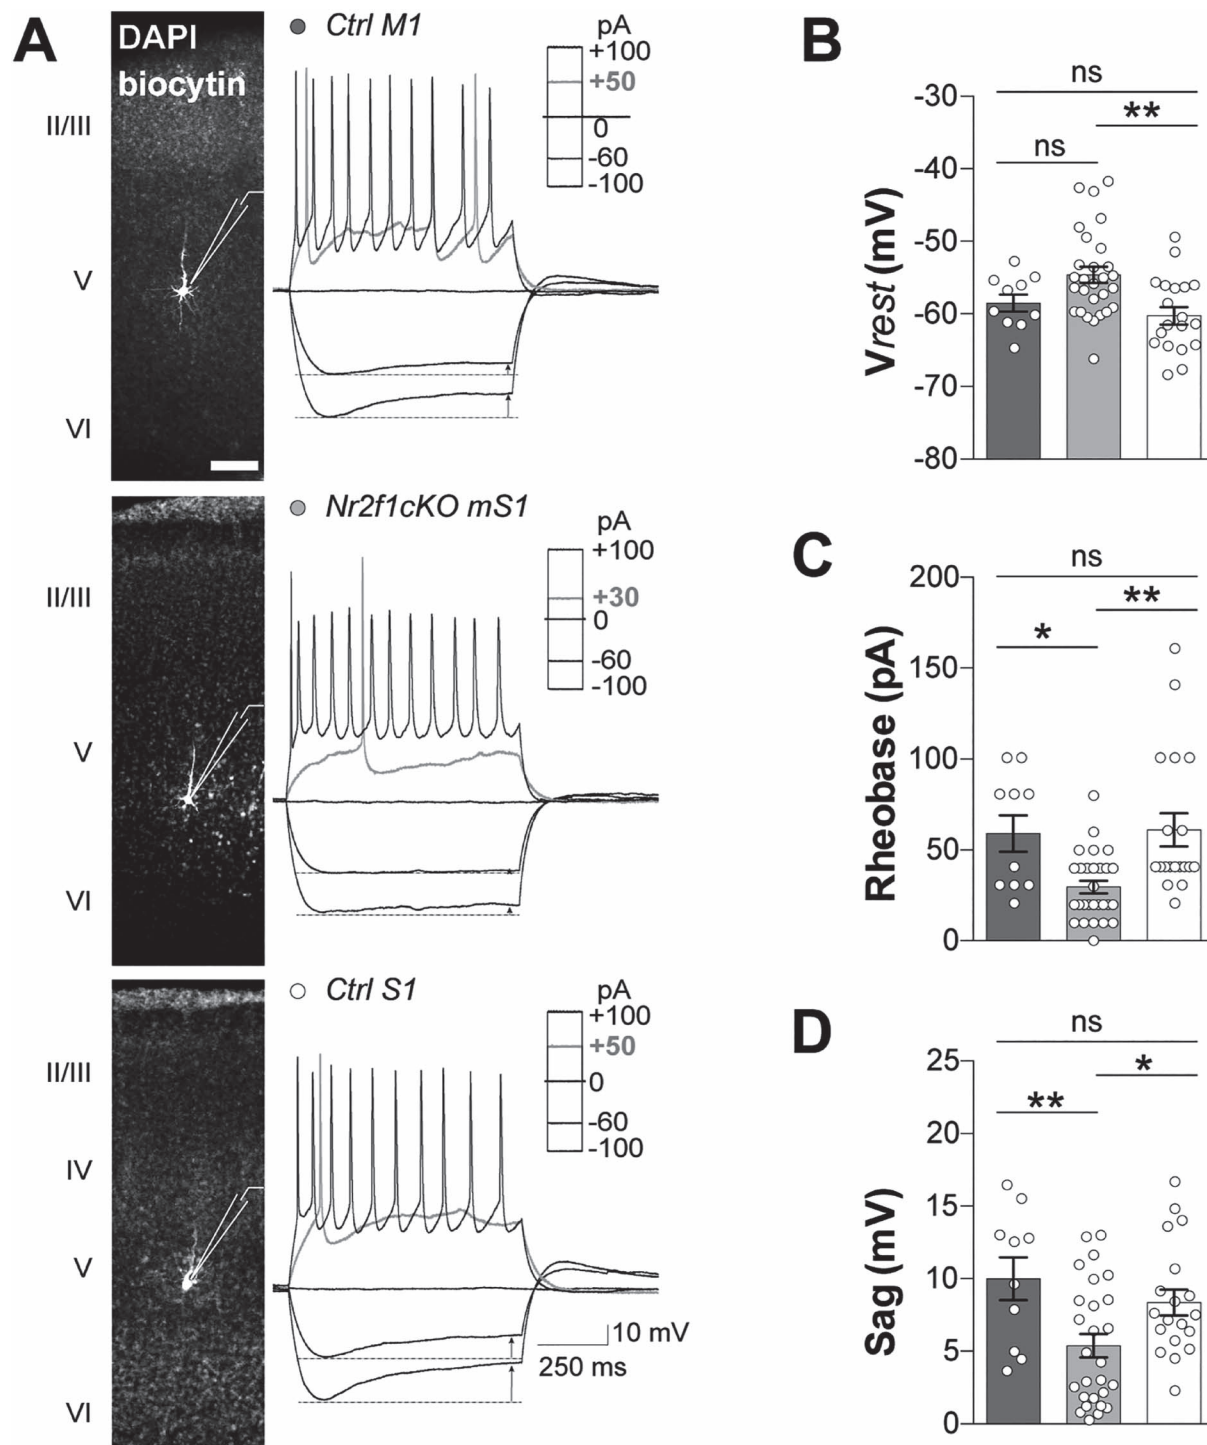 A
DAPI
biocytin
II/III
V
VI
Ctrl M1
pA
+100
+50
0
-60
-100
II/III
V
VI
Nr2f1cKO mS1
pA
+100
+30
0
-60
-100
II/III
IV
V
VI
Ctrl S1
pA
+100
+50
0
-60
-100
10 mV
250 ms
B
ns
**
ns
Vrest (mV)
-30
-40
-50
-60
-70
-80
C
ns
**
*
Rheobase (pA)
200
150
100
50
0
D
ns
*
**
Sag (mV)
25
20
15
10
5
0